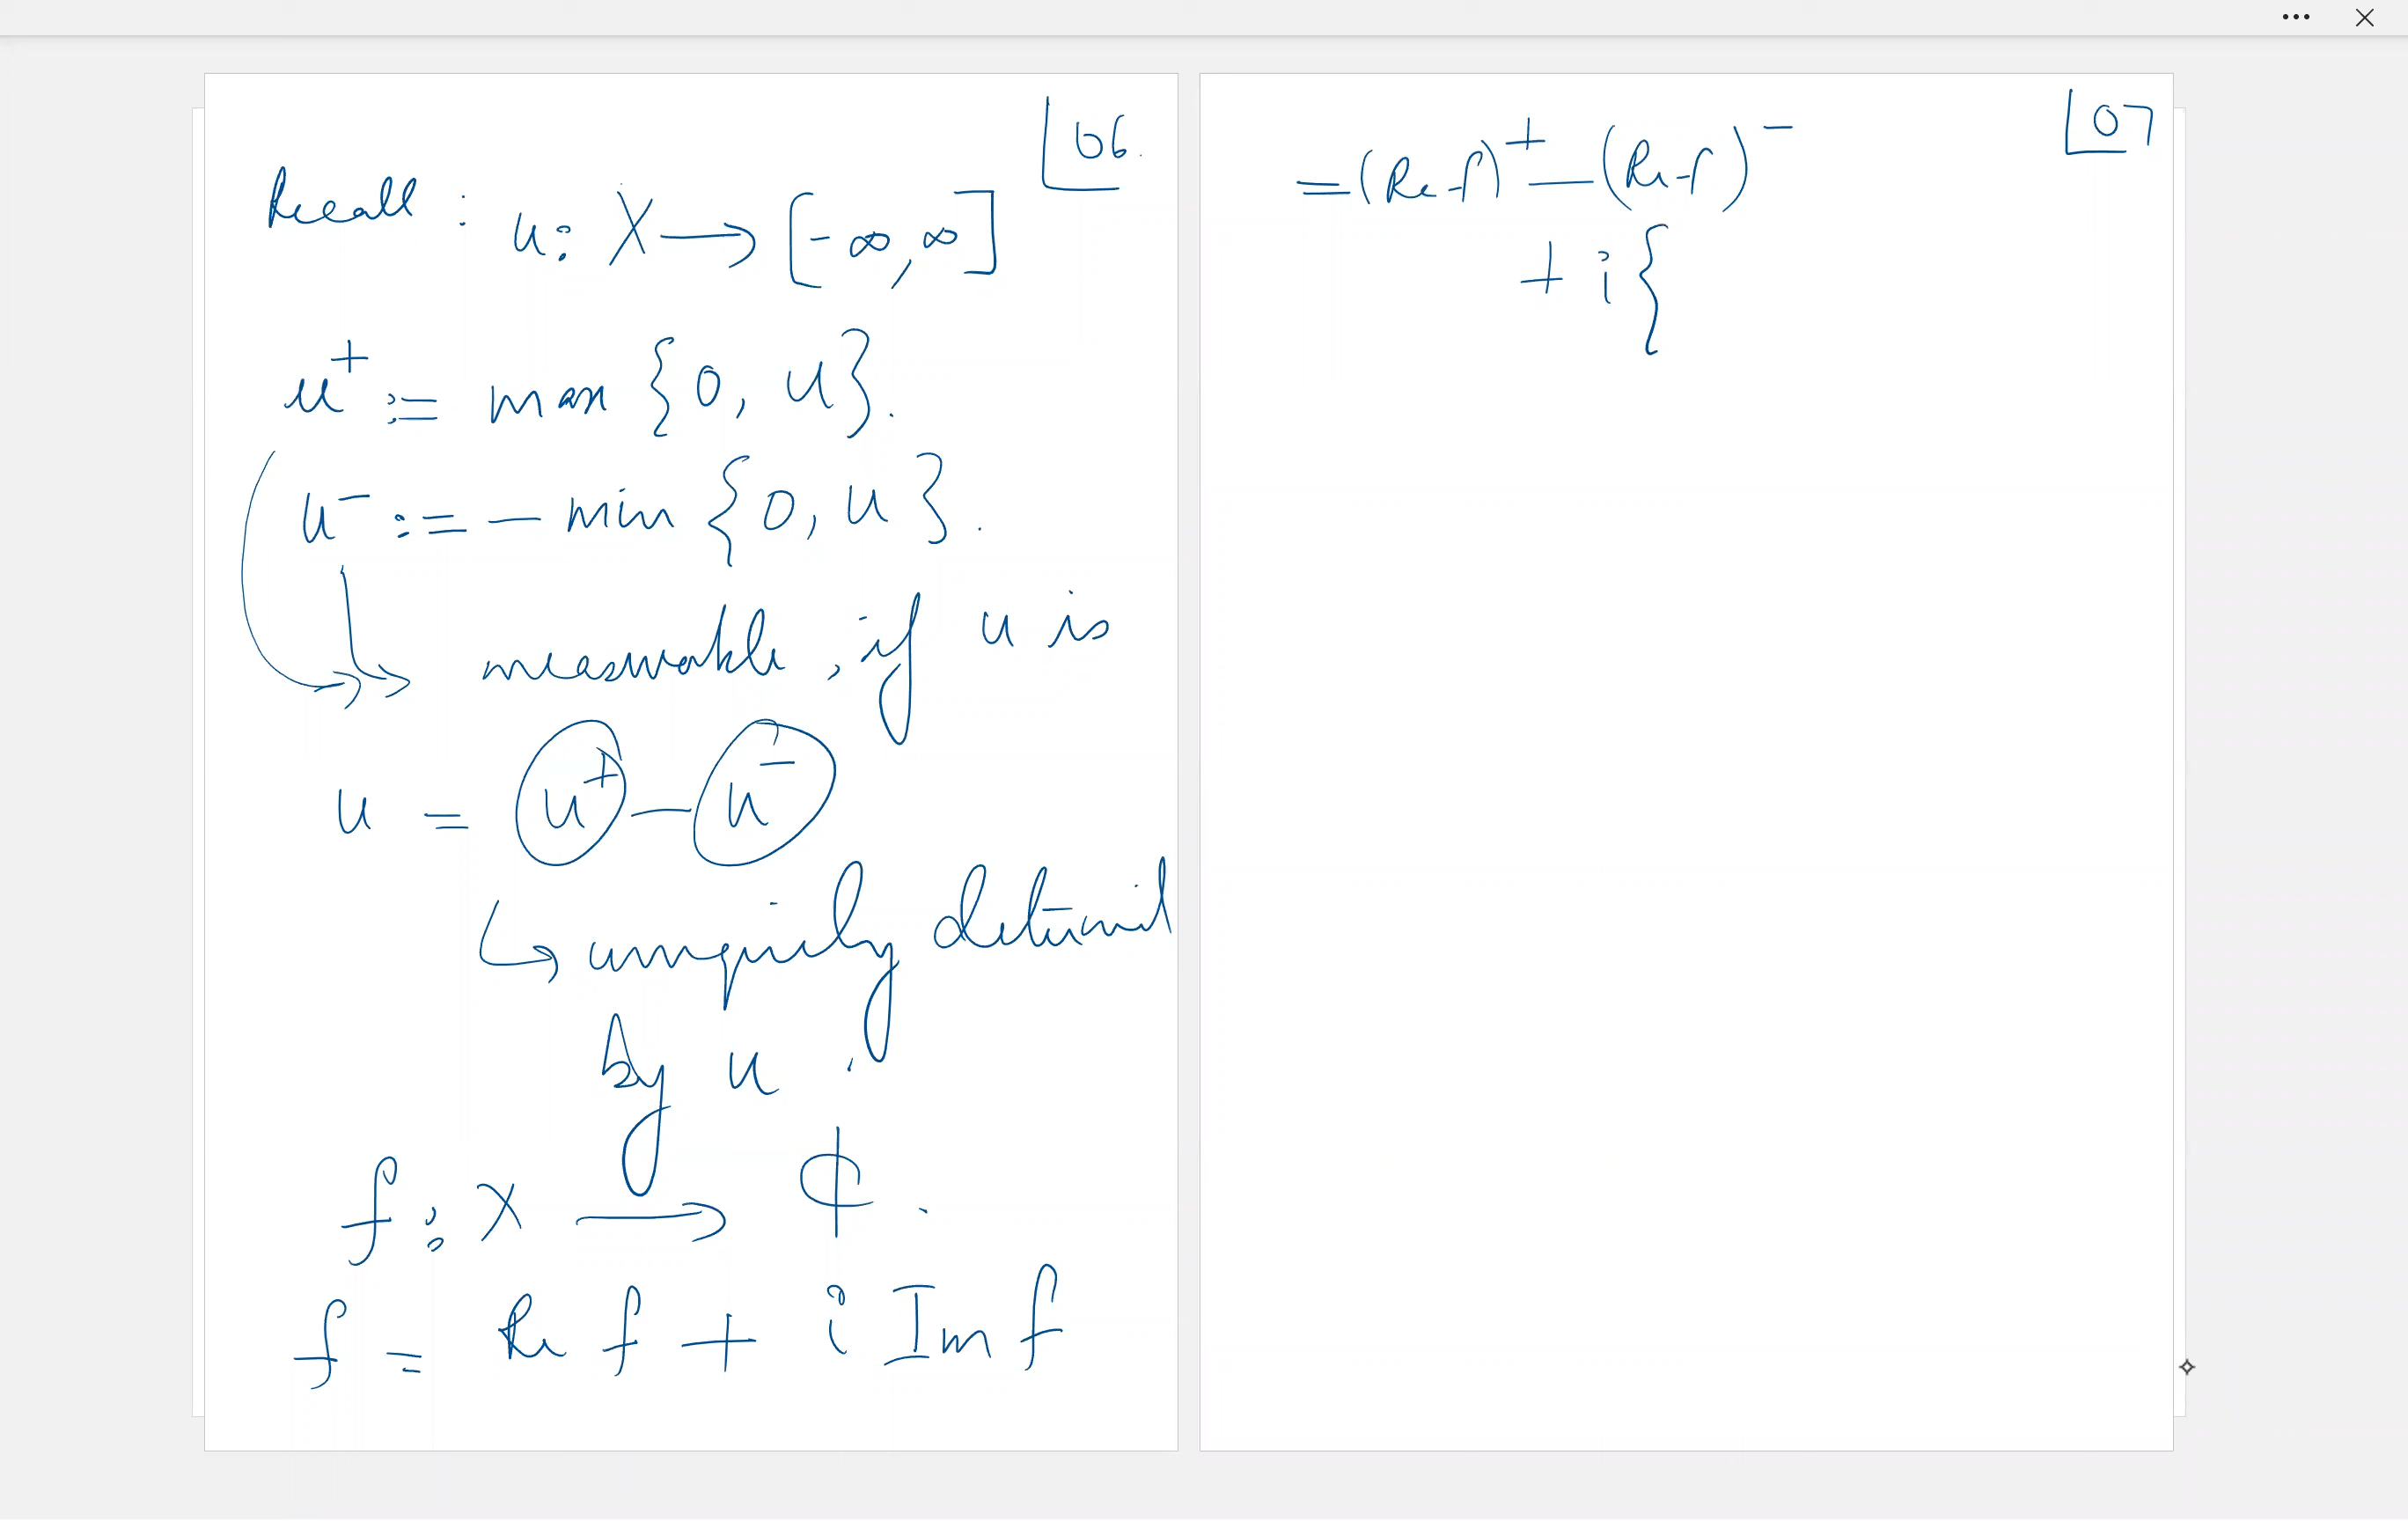 06.
Recall : u: X → [-∞, ∞]
u⁺ := max {0, u}.
u⁻ := - min {0, u}.
measurable, if u is
u = u⁺ - u⁻
↳ uniquely determined
by u.
f: X → ℂ.
f = Re f + i Im f
07
= (Re f)⁺ - (Re f)⁻
+ i {